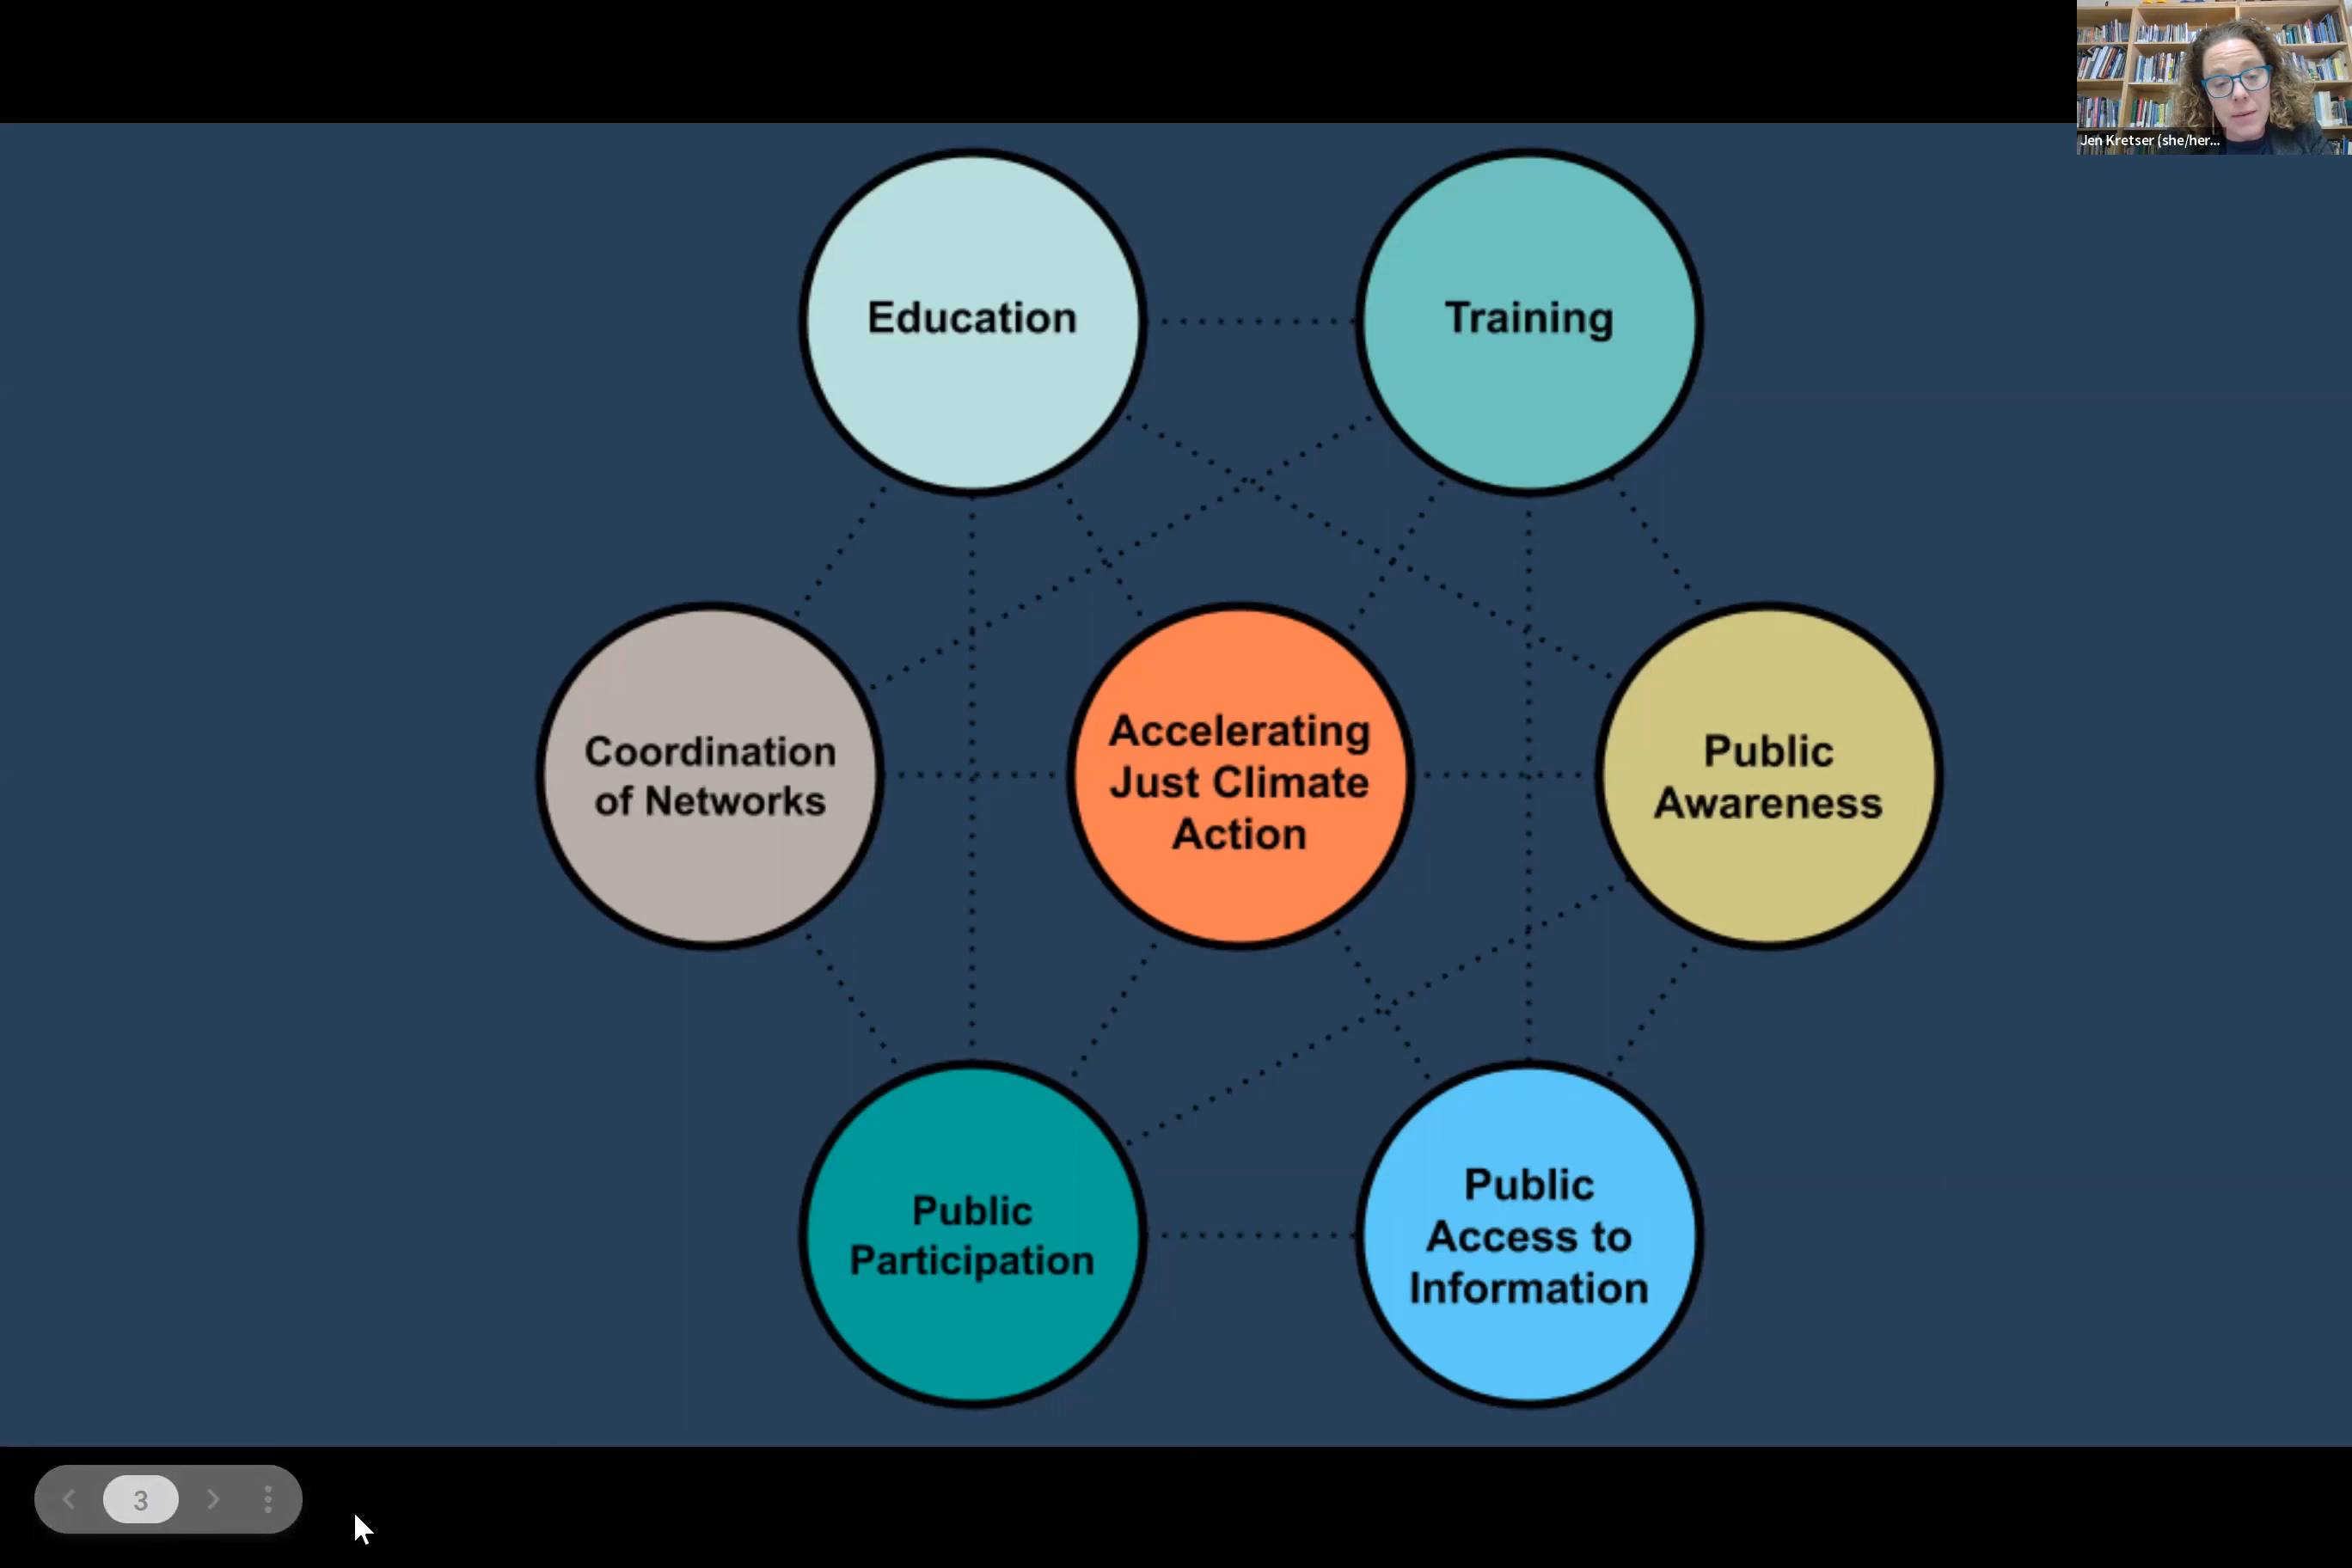 Jen Kretser (she/her...
Education
Training
Coordination
of Networks
Accelerating
Just Climate
Action
Public
Awareness
Public
Participation
Public
Access to
Information
3